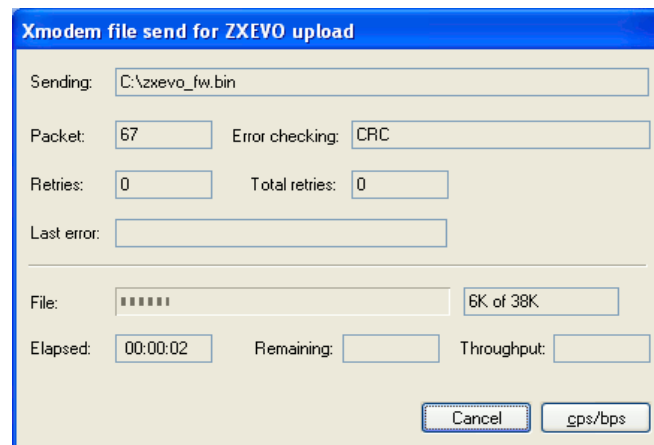 Xmodem file send for ZXEVO upload
Sending: C:\zxevo_fw.bin
Packet: 67 Error checking: CRC
Retries: 0 Total retries: 0
Last error:
File: 6K of 38K
Elapsed: 00:00:02 Remaining: Throughput:
Cancel cps/bps